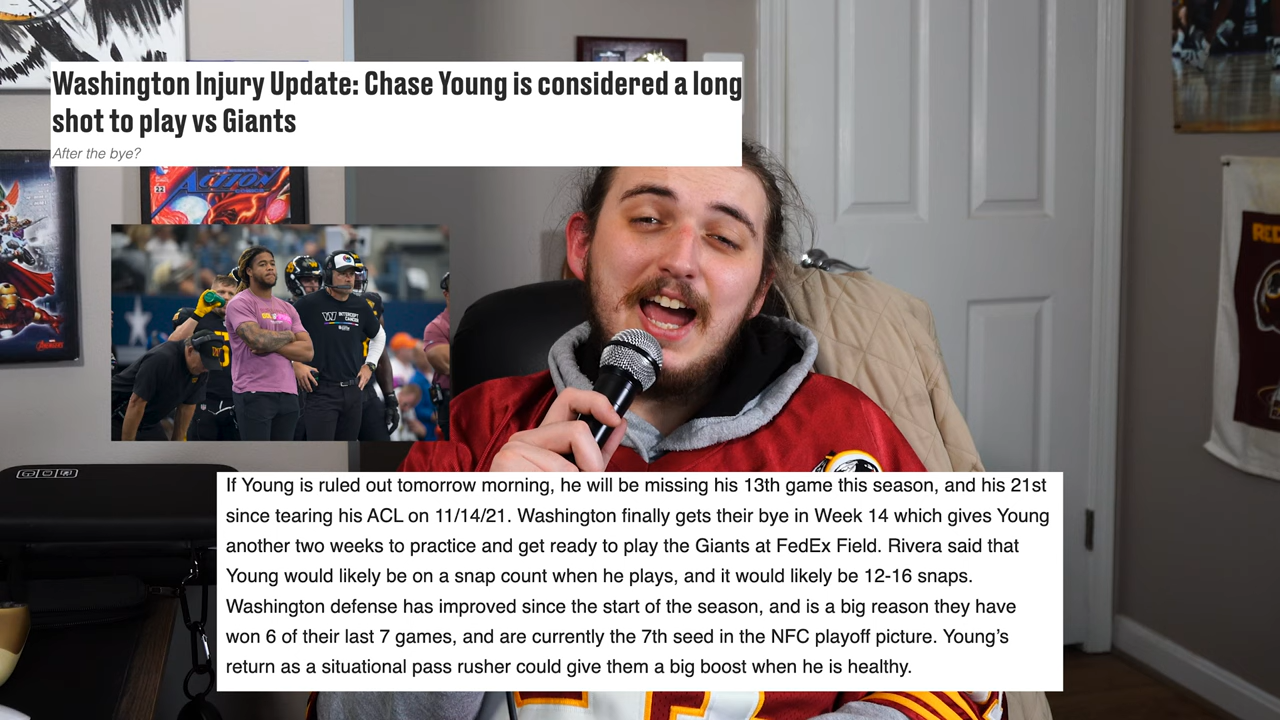 Washington Injury Update: Chase Young is considered a long
shot to play vs Giants
After the bye?
ACTION
If Young is ruled out tomorrow morning, he will be missing his 13th game this season, and his 21st
since tearing his ACL on 11/14/21. Washington finally gets their bye in Week 14 which gives Young
another two weeks to practice and get ready to play the Giants at FedEx Field. Rivera said that
Young would likely be on a snap count when he plays, and it would likely be 12-16 snaps.
Washington defense has improved since the start of the season, and is a big reason they have
won 6 of their last 7 games, and are currently the 7th seed in the NFC playoff picture. Young’s
return as a situational pass rusher could give them a big boost when he is healthy.